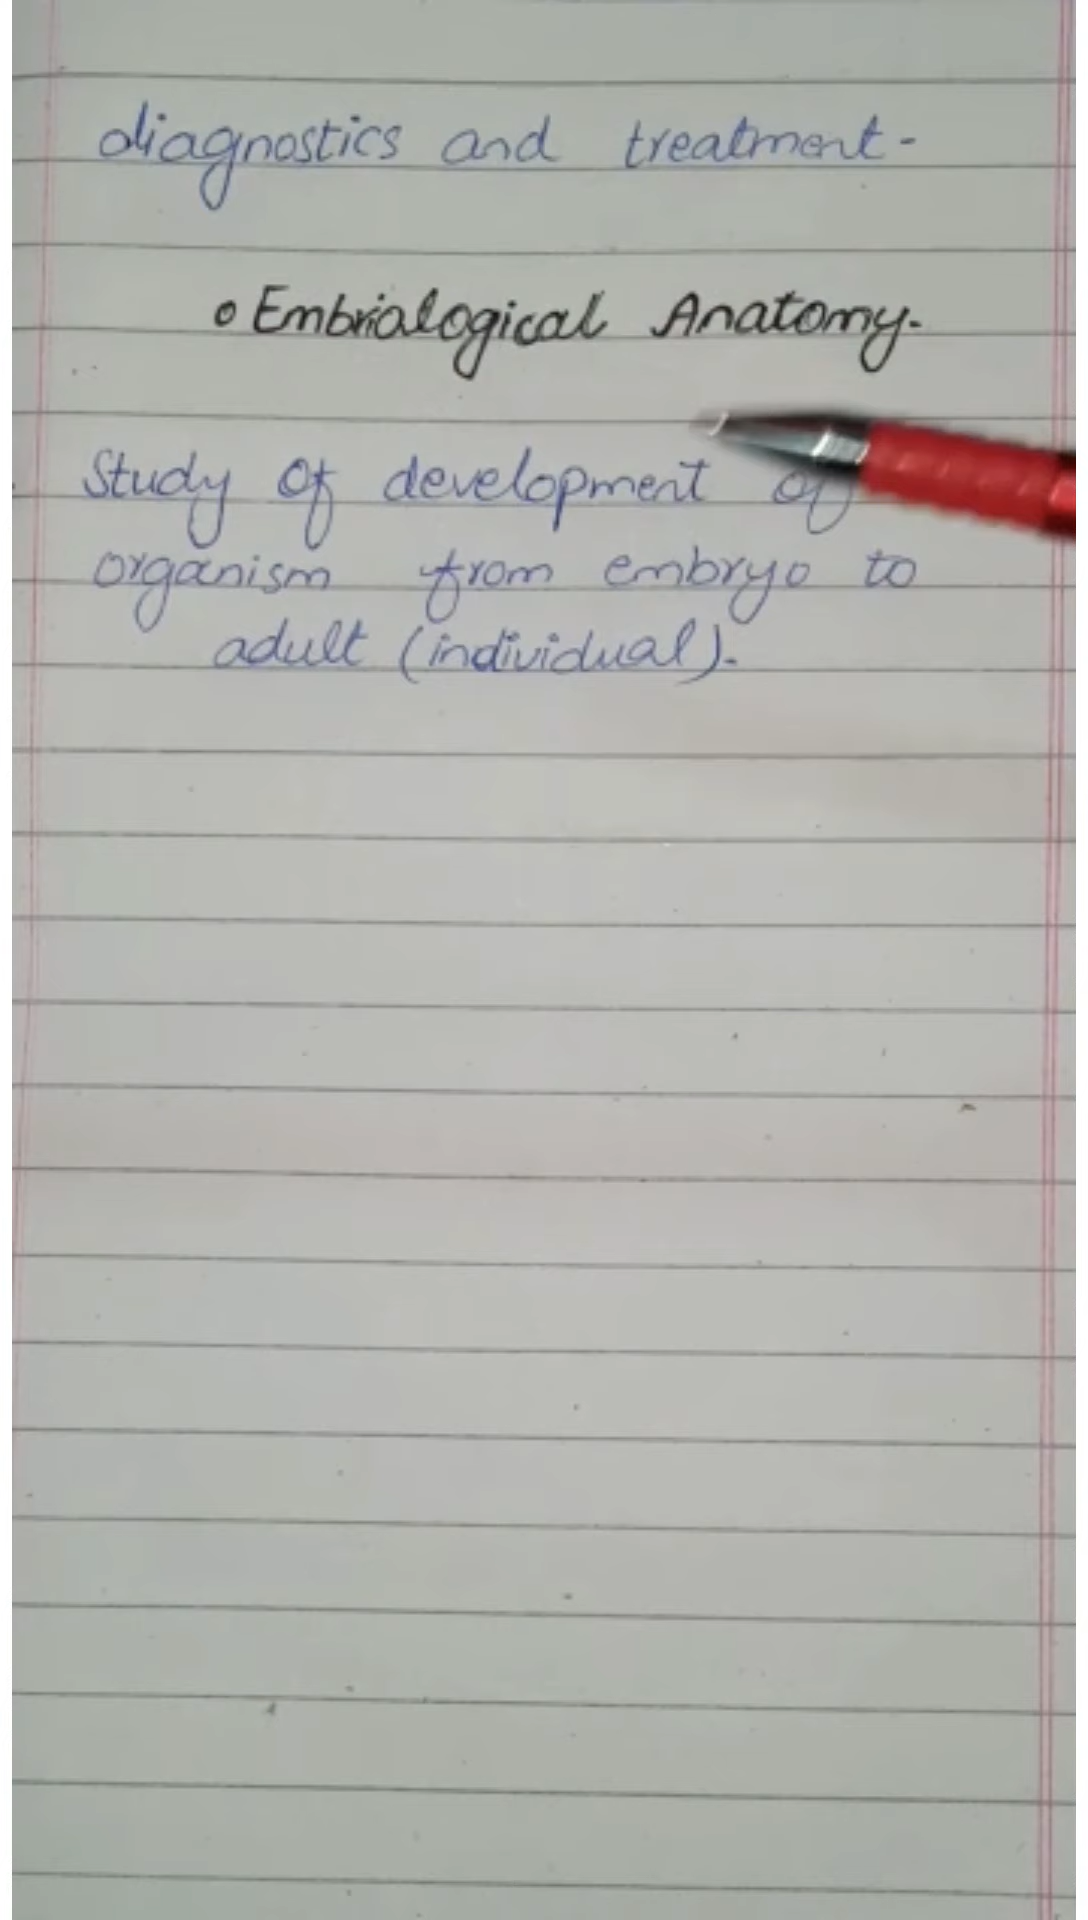 diagnostics and treatment.
• Embrialogical Anatomy.
Study of development of
organism from embryo to
adult (individual).